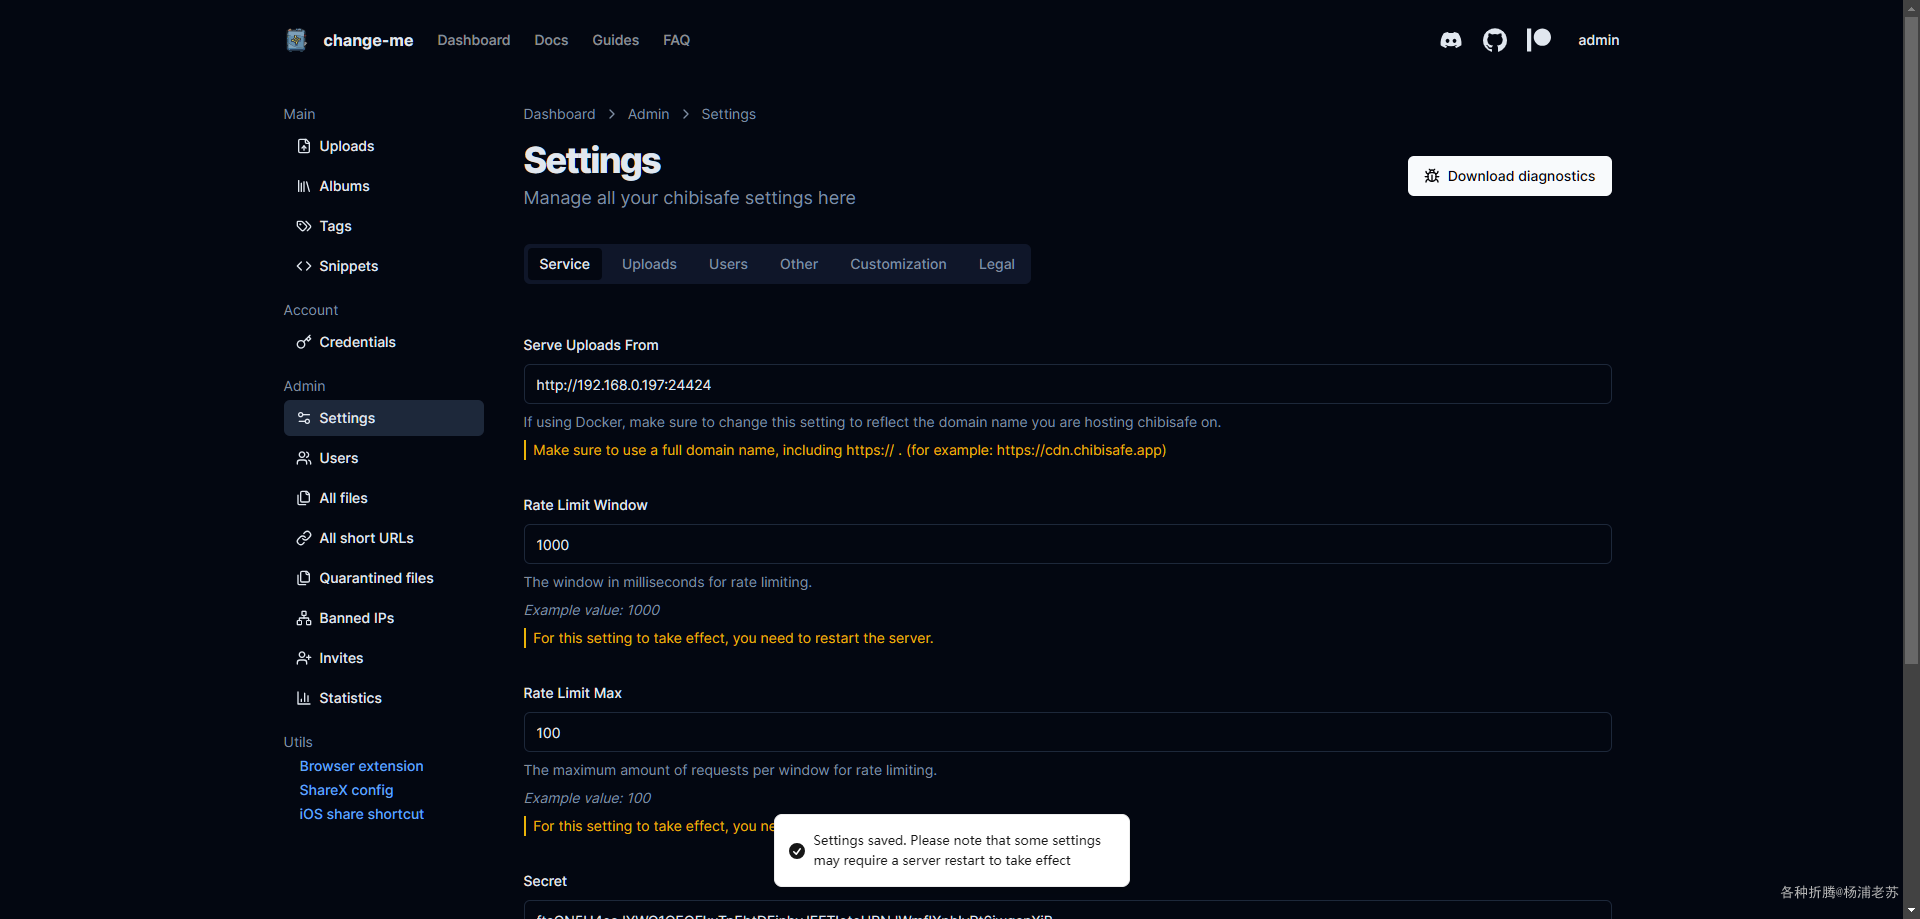 change-me
Dashboard
Docs
Guides
FAQ
admin
Main
Uploads
Albums
Tags
Snippets
Account
Credentials
Admin
Settings
Users
All files
All short URLs
Quarantined files
Banned IPs
Invites
Statistics
Utils
Browser extension
ShareX config
iOS share shortcut
Dashboard > Admin > Settings
Settings
Manage all your chibisafe settings here
Download diagnostics
Service
Uploads
Users
Other
Customization
Legal
Serve Uploads From
http://192.168.0.197:24424
If using Docker, make sure to change this setting to reflect the domain name you are hosting chibisafe on.
Make sure to use a full domain name, including https:// . (for example: https://cdn.chibisafe.app)
Rate Limit Window
1000
The window in milliseconds for rate limiting.
Example value: 1000
For this setting to take effect, you need to restart the server.
Rate Limit Max
100
The maximum amount of requests per window for rate limiting.
Example value: 100
For this setting to take effect, you
Settings saved. Please note that some settings
may require a server restart to take effect
Secret
各种折腾@杨浦老苏